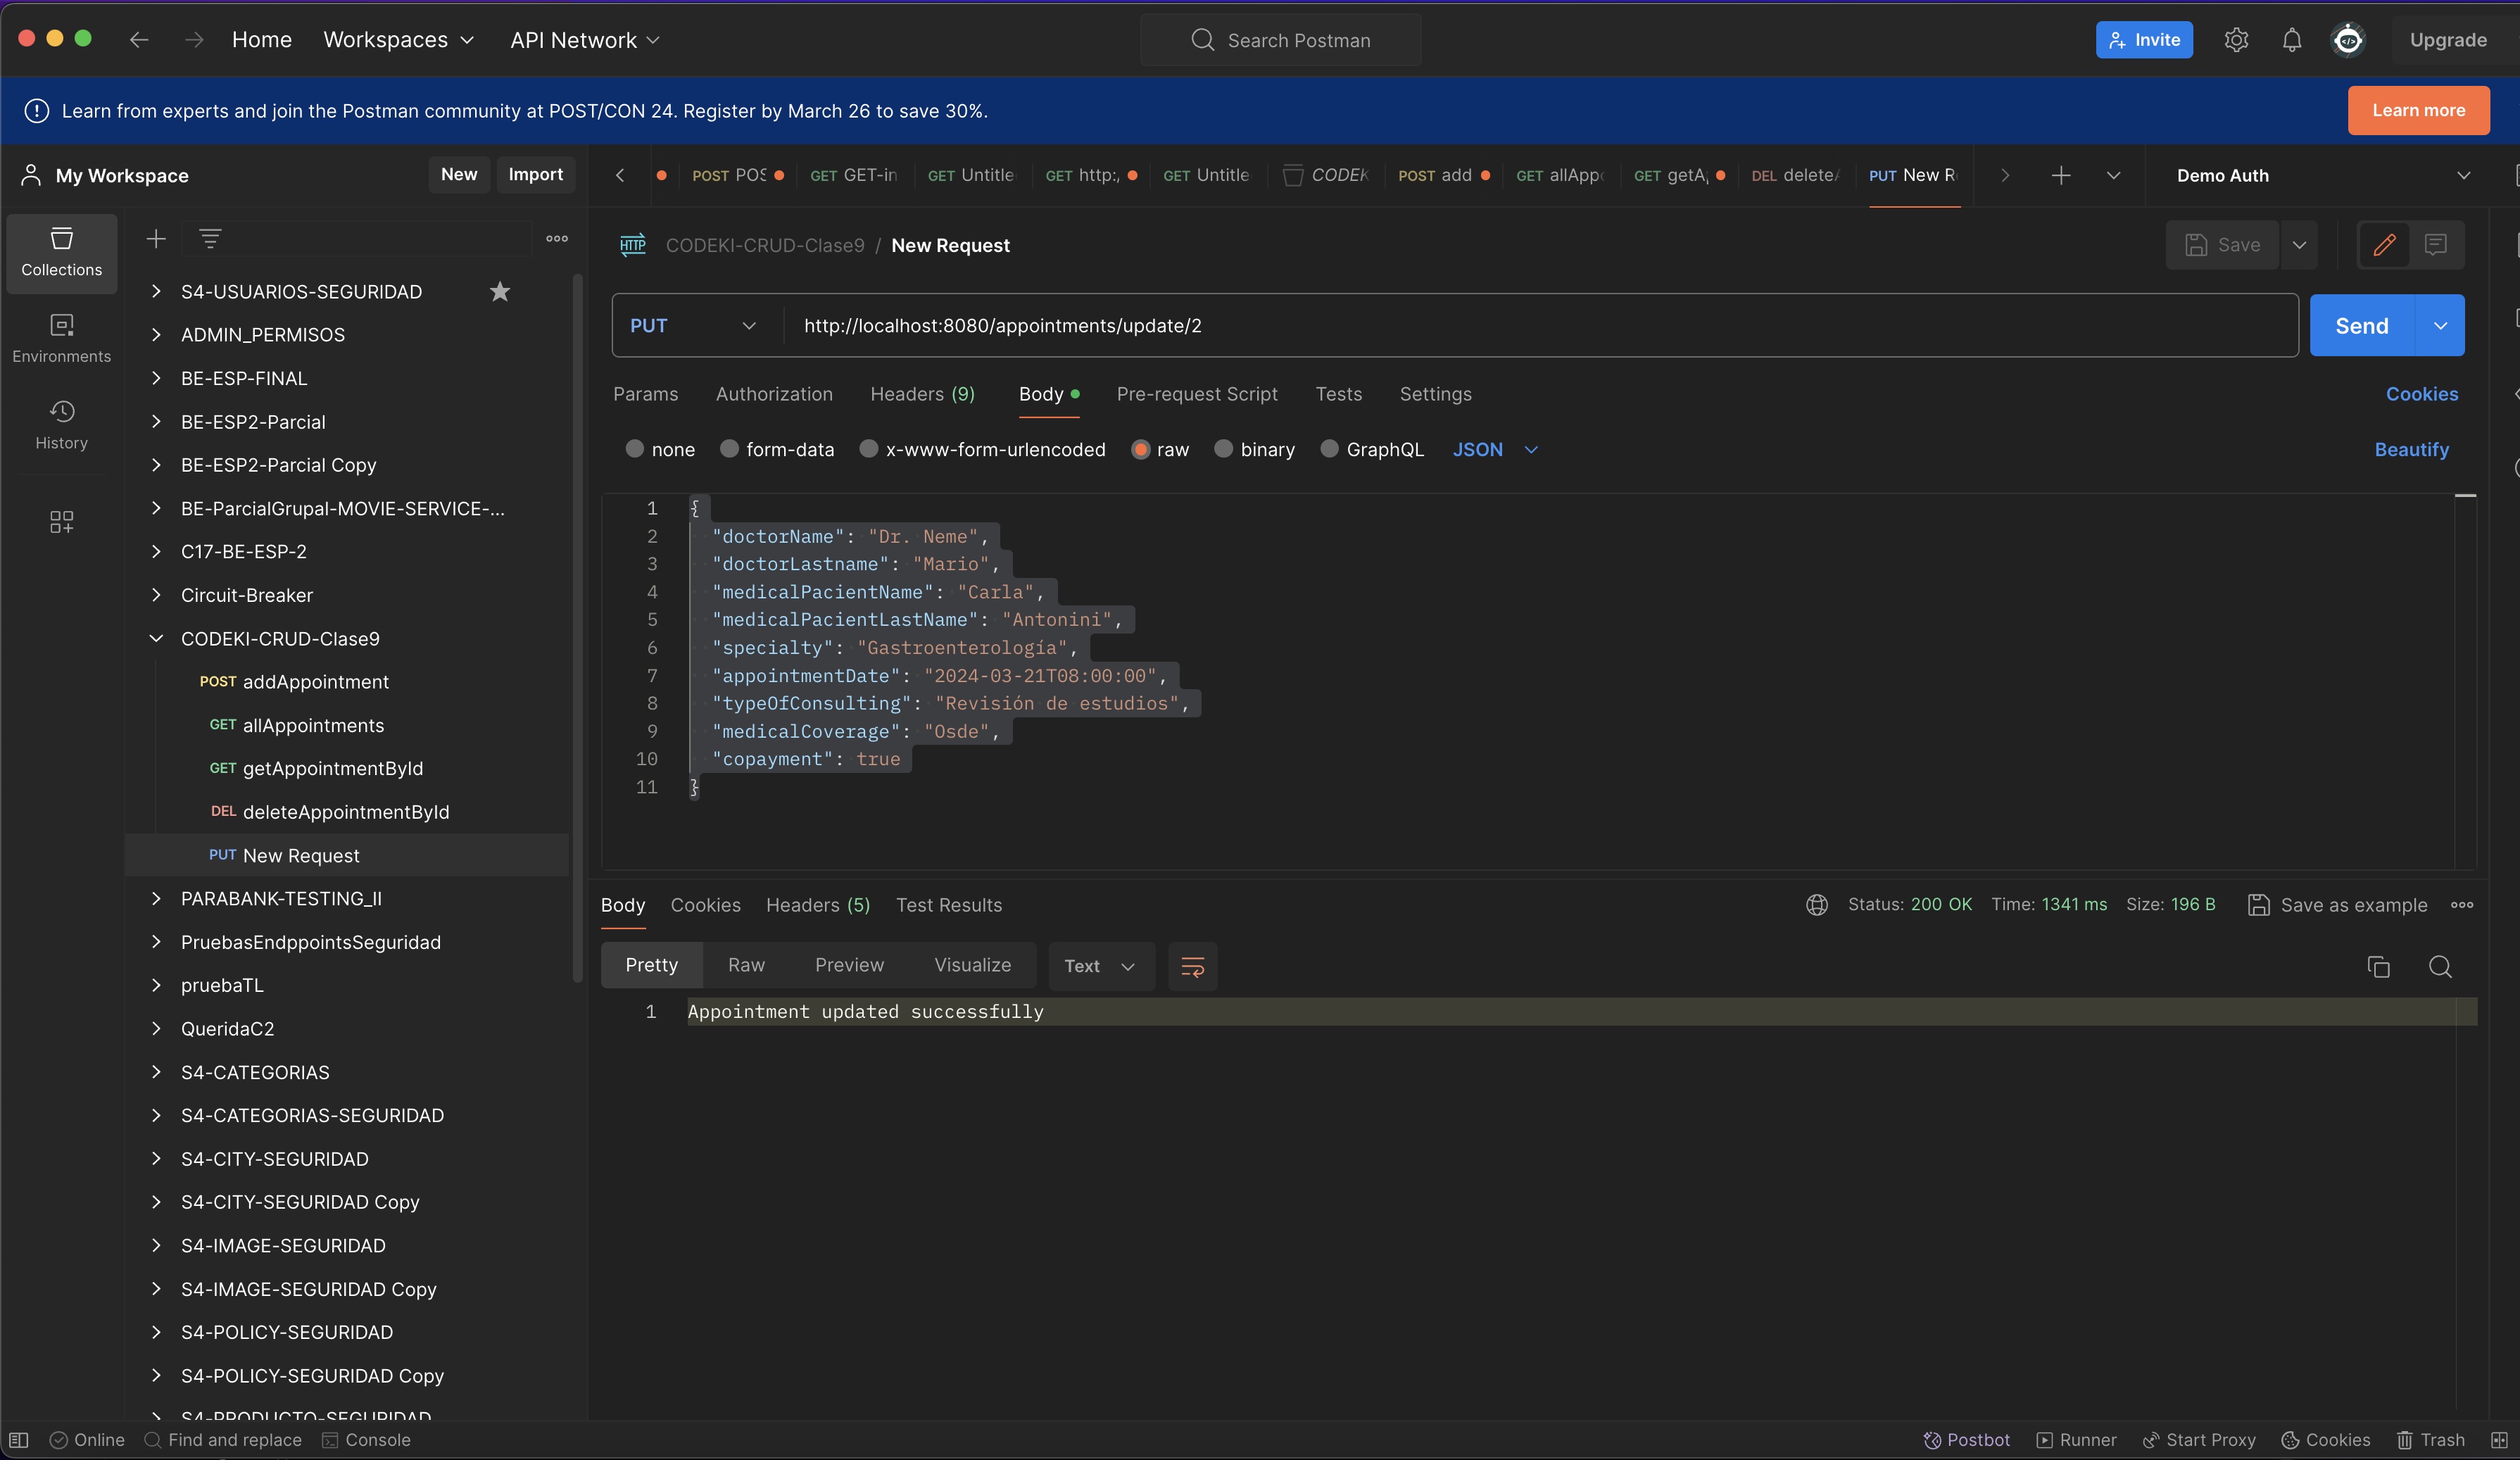 Home Workspaces API Network Search Postman Invite Upgrade
Learn from experts and join the Postman community at POST/CON 24. Register by March 26 to save 30%. Learn more
My Workspace New Import
POST POS GET GET-in GET Untitle GET http:/ GET Untitle CODEK POST add GET allAppo GET getA DEL delete PUT New R Demo Auth
Collections
Environments
History
S4-USUARIOS-SEGURIDAD
ADMIN_PERMISOS
BE-ESP-FINAL
BE-ESP2-Parcial
BE-ESP2-Parcial Copy
BE-ParcialGrupal-MOVIE-SERVICE-...
C17-BE-ESP-2
Circuit-Breaker
CODEKI-CRUD-Clase9
POST addAppointment
GET allAppointments
GET getAppointmentById
DEL deleteAppointmentById
PUT New Request
PARABANK-TESTING_II
PruebasEndppointsSeguridad
pruebaTL
QueridaC2
S4-CATEGORIAS
S4-CATEGORIAS-SEGURIDAD
S4-CITY-SEGURIDAD
S4-CITY-SEGURIDAD Copy
S4-IMAGE-SEGURIDAD
S4-IMAGE-SEGURIDAD Copy
S4-POLICY-SEGURIDAD
S4-POLICY-SEGURIDAD Copy
S4-PRODUCTO-SEGURIDAD
HTTP CODEKI-CRUD-Clase9 / New Request Save
PUT http://localhost:8080/appointments/update/2 Send
Params Authorization Headers (9) Body Pre-request Script Tests Settings Cookies
none form-data x-www-form-urlencoded raw binary GraphQL JSON Beautify
1 {
2 "doctorName": "Dr. Neme",
3 "doctorLastname": "Mario",
4 "medicalPacientName": "Carla",
5 "medicalPacientLastName": "Antonini",
6 "specialty": "Gastroenterología",
7 "appointmentDate": "2024-03-21T08:00:00",
8 "typeOfConsulting": "Revisión de estudios",
9 "medicalCoverage": "Osde",
10 "copayment": true
11 }
Body Cookies Headers (5) Test Results Status: 200 OK Time: 1341 ms Size: 196 B Save as example
Pretty Raw Preview Visualize Text
1 Appointment updated successfully
Online Find and replace Console Postbot Runner Start Proxy Cookies Trash